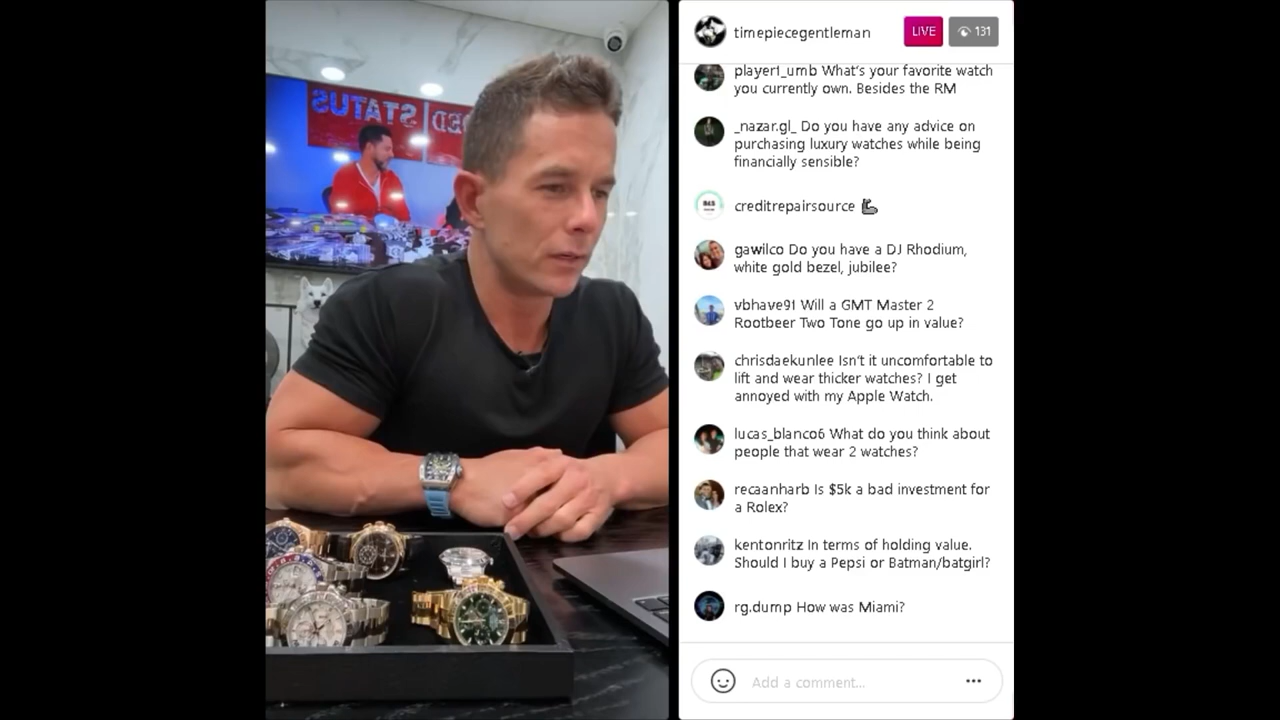 STATUS
timepiecegentleman
LIVE
131
player1_umb What's your favorite watch
you currently own. Besides the RM
_nazar.gl_ Do you have any advice on
purchasing luxury watches while being
financially sensible?
creditrepairsource
gawilco Do you have a DJ Rhodium,
white gold bezel, jubilee?
vbhave91 Will a GMT Master 2
Rootbeer Two Tone go up in value?
chrisdaekunlee Isn't it uncomfortable to
lift and wear thicker watches? I get
annoyed with my Apple Watch.
lucas_blanco6 What do you think about
people that wear 2 watches?
recaanharb Is $5k a bad investment for
a Rolex?
kentonritz In terms of holding value.
Should I buy a Pepsi or Batman/batgirl?
rg.dump How was Miami?
Add a comment...